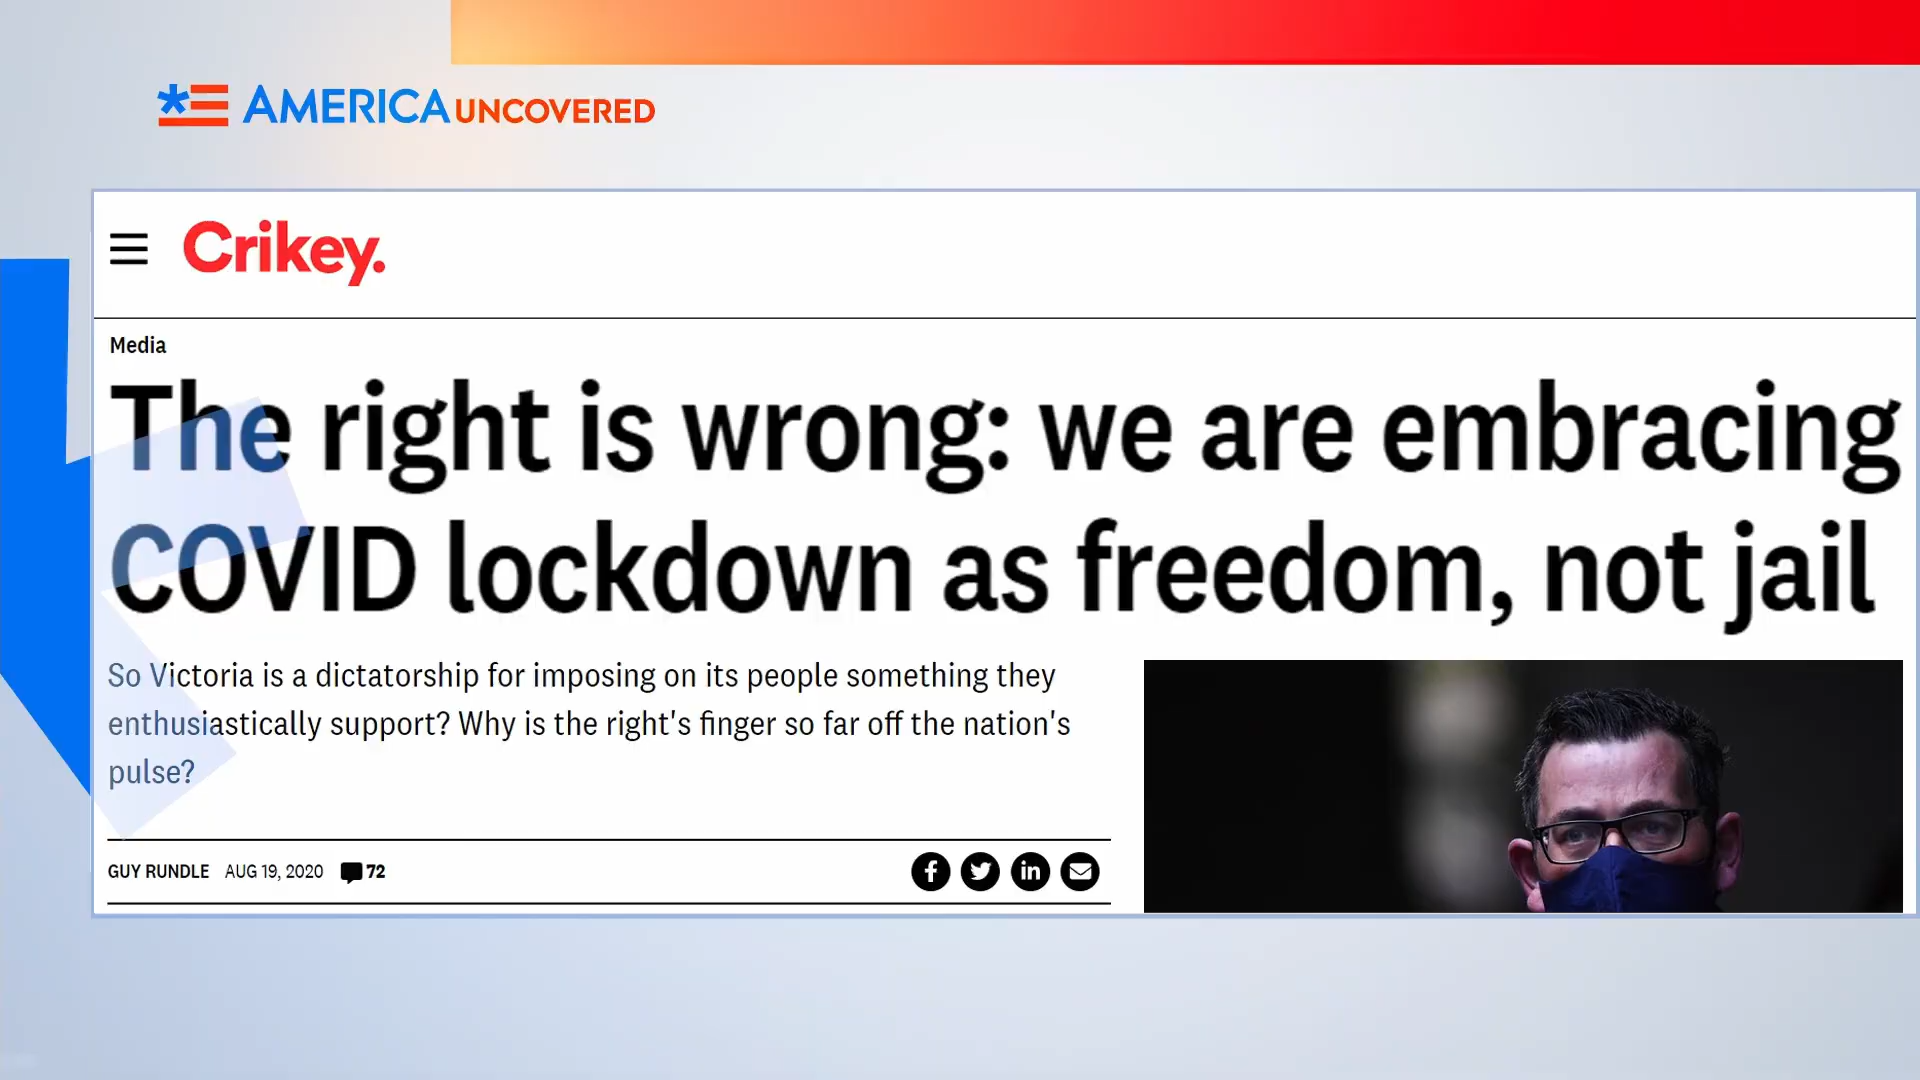 AMERICA UNCOVERED
Crikey.
Media
The right is wrong: we are embracing
COVID lockdown as freedom, not jail
So Victoria is a dictatorship for imposing on its people something they
enthusiastically support? Why is the right's finger so far off the nation's
pulse?
GUY RUNDLE AUG 19, 2020 72